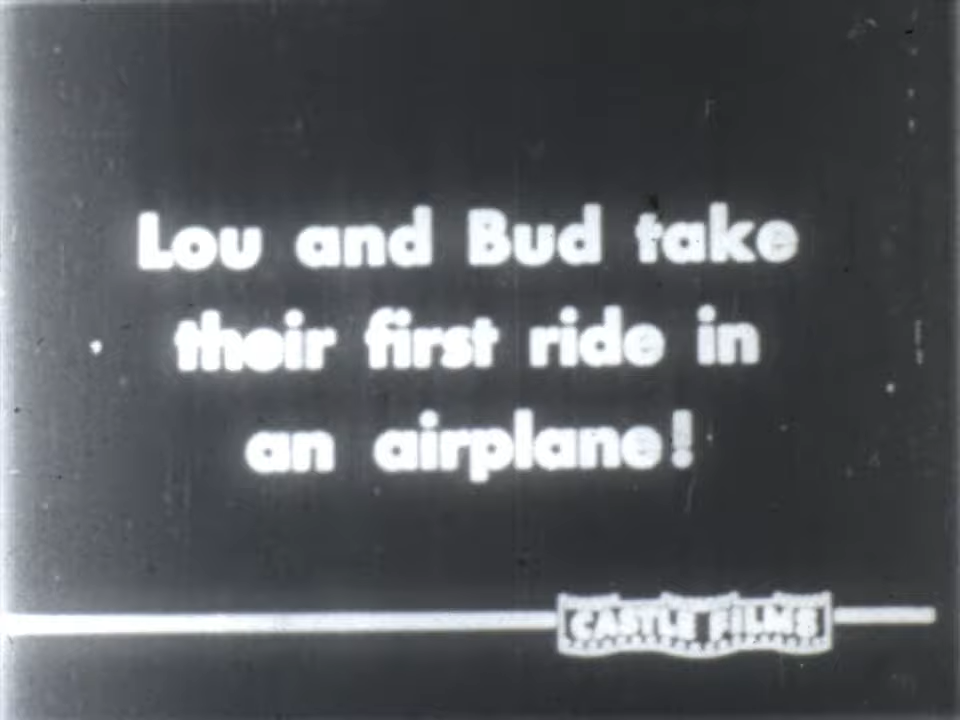 Lou and Bud take
their first ride in
an airplane!
CASTLE FILMS